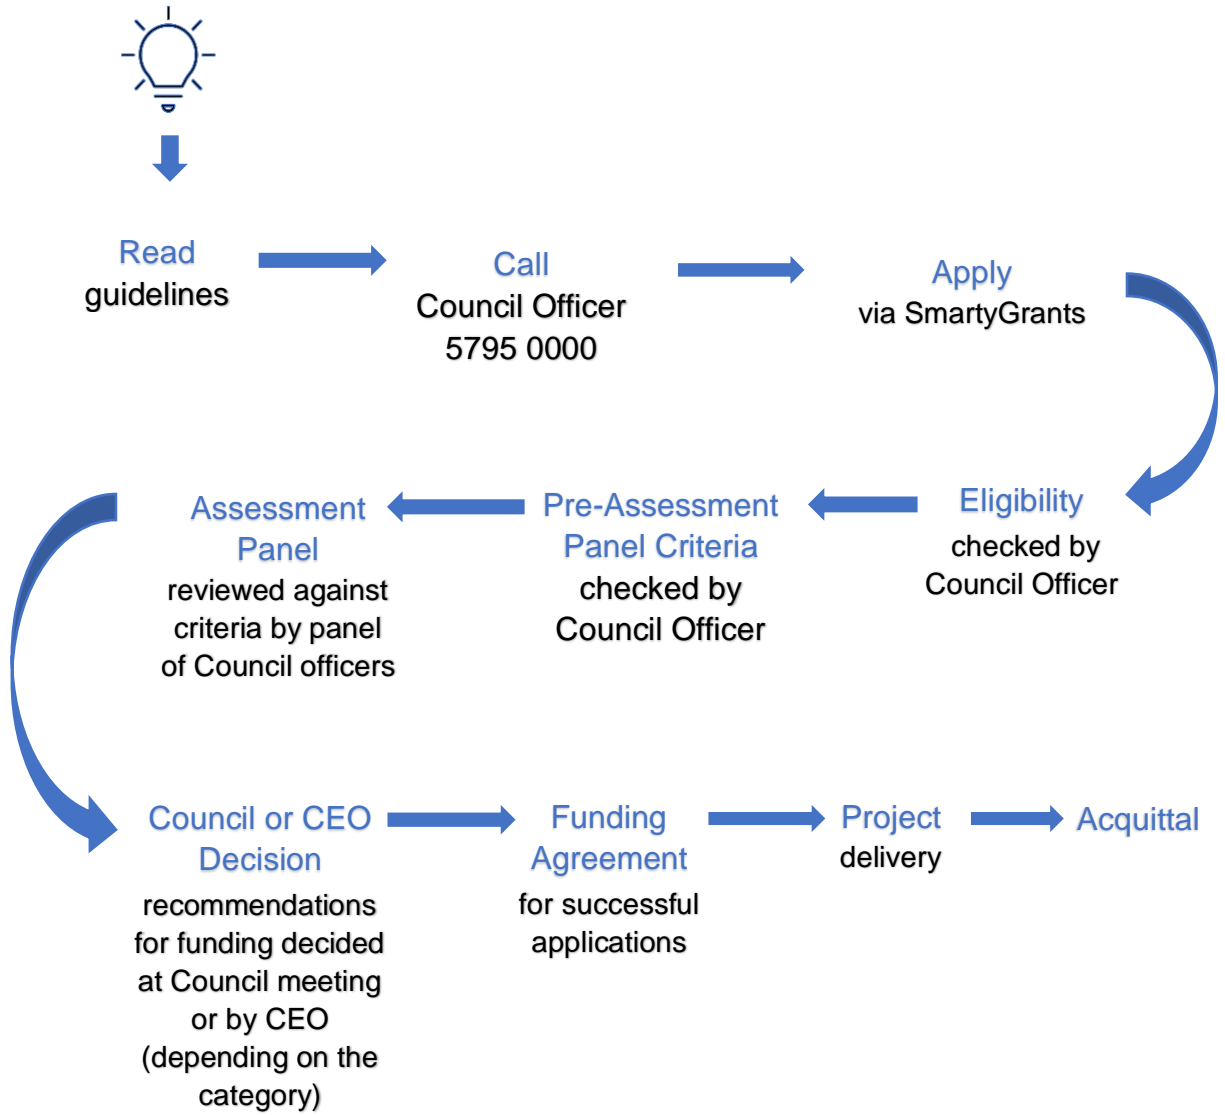 Read
guidelines
Call
Council Officer
5795 0000
Apply
via SmartyGrants
Eligibility
checked by
Council Officer
Pre-Assessment
Panel Criteria
checked by
Council Officer
Assessment
Panel
reviewed against
criteria by panel
of Council officers
Council or CEO
Decision
recommendations
for funding decided
at Council meeting
or by CEO
(depending on the
category)
Funding
Agreement
for successful
applications
Project
delivery
Acquittal